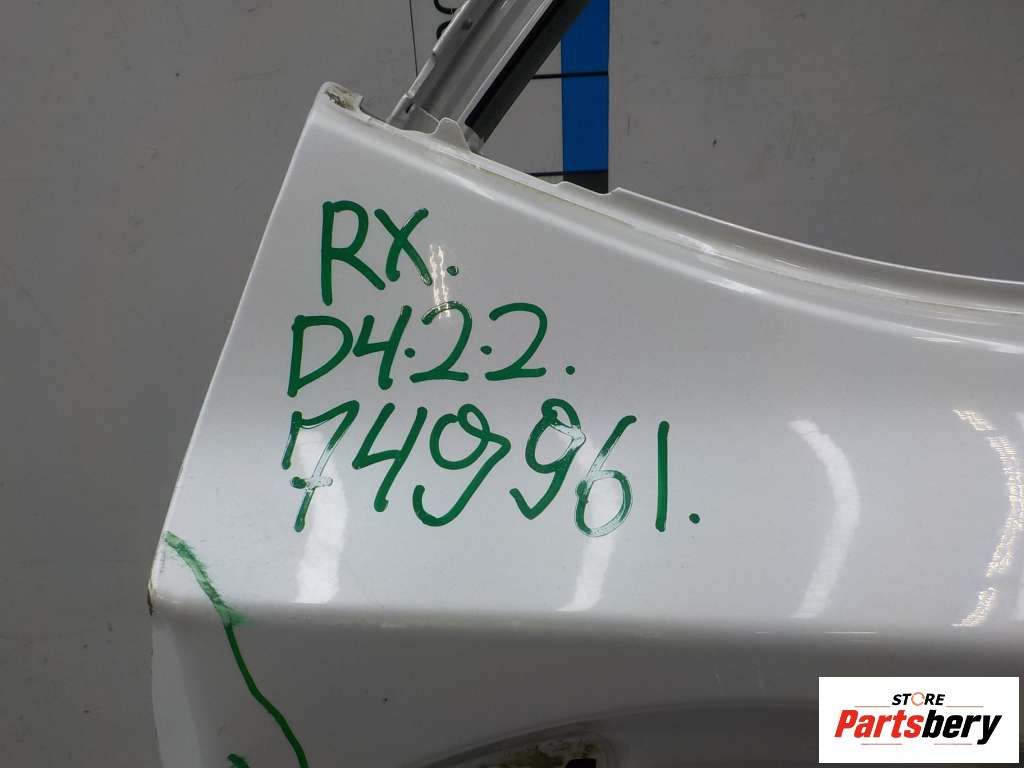 RX.
D4.2.2.
749961.
STORE
Partsbery